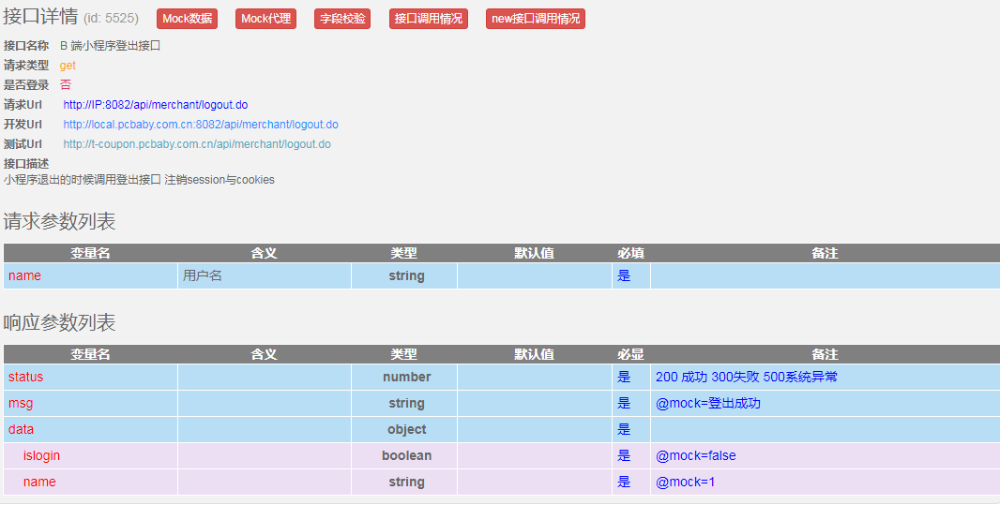 接口详情 (id: 5525) Mock数据 Mock代理 字段校验 接口调用情况 new接口调用情况
接口名称 B 端小程序登出接口
请求类型 get
是否登录 否
请求Url http://IP:8082/api/merchant/logout.do
开发Url http://local.pcbaby.com.cn:8082/api/merchant/logout.do
测试Url http://t-coupon.pcbaby.com.cn/api/merchant/logout.do
接口描述
小程序退出的时候调用登出接口 注销session与cookies
请求参数列表
变量名 含义 类型 默认值 必填 备注
name 用户名 string 是
响应参数列表
变量名 含义 类型 默认值 必显 备注
status number 是 200 成功 300失败 500系统异常
msg string 是 @mock=登出成功
data object 是
islogin boolean 是 @mock=false
name string 是 @mock=1